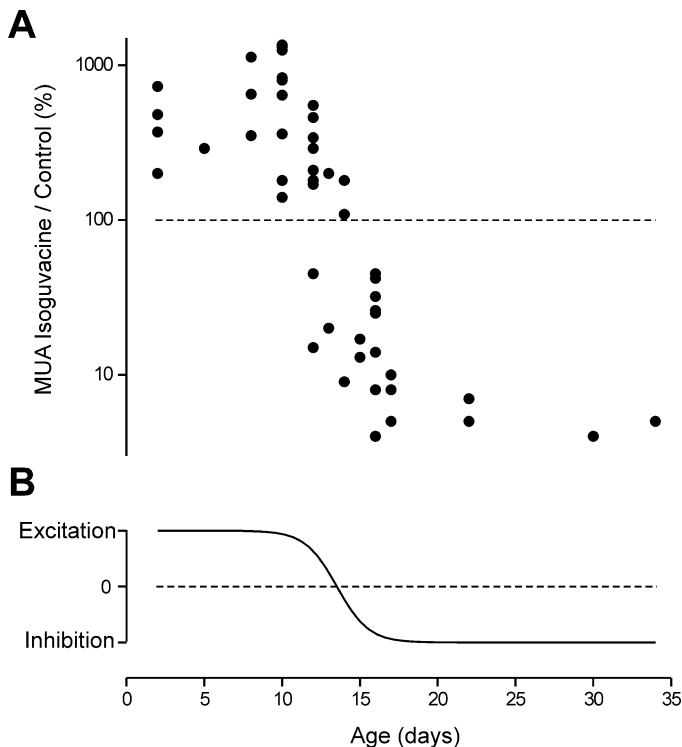 A
MUA Isoguvacine / Control (%)
1000
100
10
B
Excitation
0
Inhibition
0 5 10 15 20 25 30 35
Age (days)